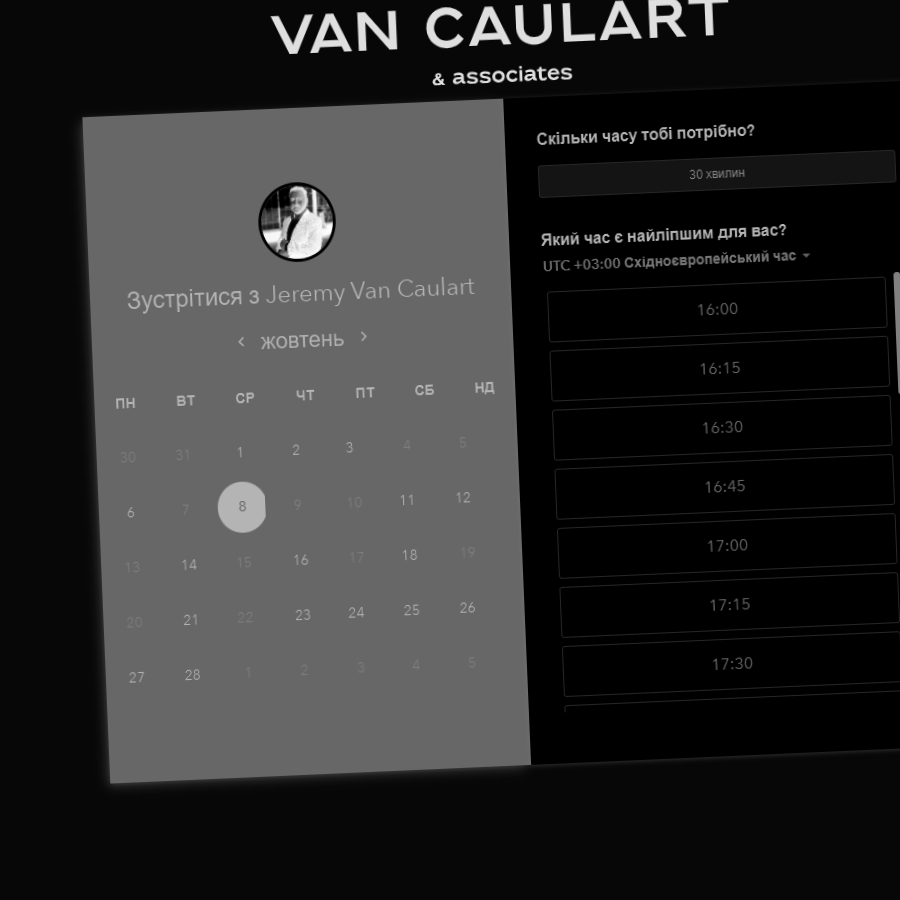 VAN CAULART
& associates
Зустрітися з Jeremy Van Caulart
жовтень
ПН ВТ СР ЧТ ПТ СБ НД
30 31 1 2 3 4 5
6 7 8 9 10 11 12
13 14 15 16 17 18 19
20 21 22 23 24 25 26
27 28 1 2 3 4 5
Скільки часу тобі потрібно?
30 хвилин
Який час є найліпшим для вас?
UTC +03:00 Східноєвропейський час
16:00
16:15
16:30
16:45
17:00
17:15
17:30